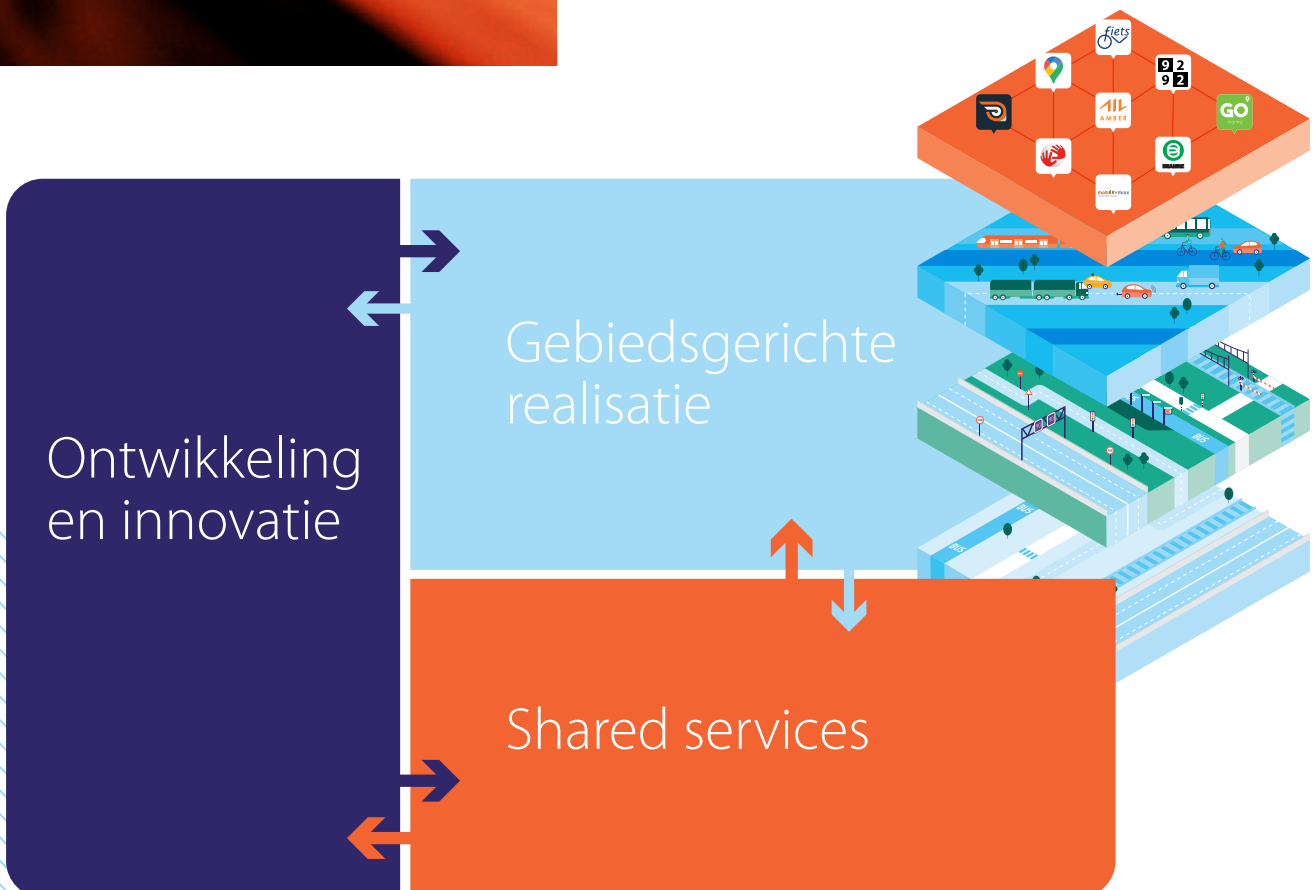 fiets
9 2
9 2
AMBER
GO
Ontwikkeling
en innovatie
Gebiedsgerichte
realisatie
BUS
BUS
BUS
Shared services